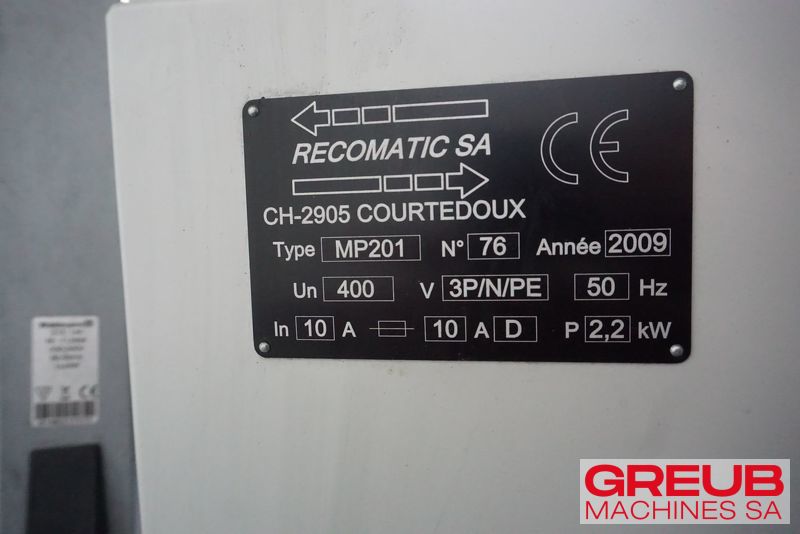 RECOMATIC SA
CE
CH-2905 COURTEDOUX
Type MP201 N° 76 Année 2009
Un 400 V 3P/N/PE 50 Hz
In 10 A 10 A D P 2,2 kW
GREUB
MACHINES SA